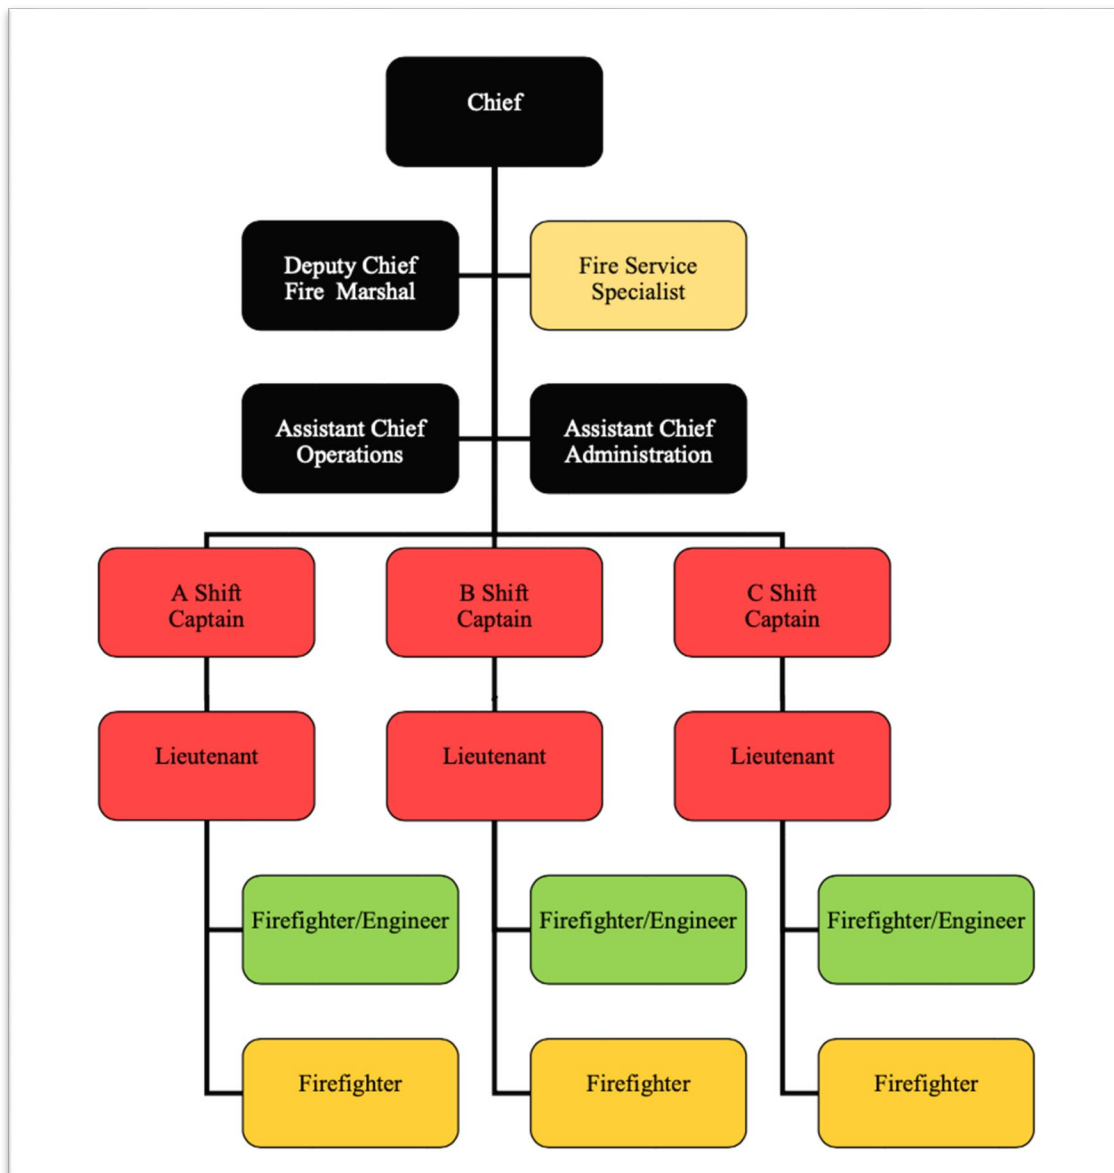 Chief
Deputy Chief
Fire Marshal
Fire Service
Specialist
Assistant Chief
Operations
Assistant Chief
Administration
A Shift
Captain
B Shift
Captain
C Shift
Captain
Lieutenant
Lieutenant
Lieutenant
Firefighter/Engineer
Firefighter/Engineer
Firefighter/Engineer
Firefighter
Firefighter
Firefighter